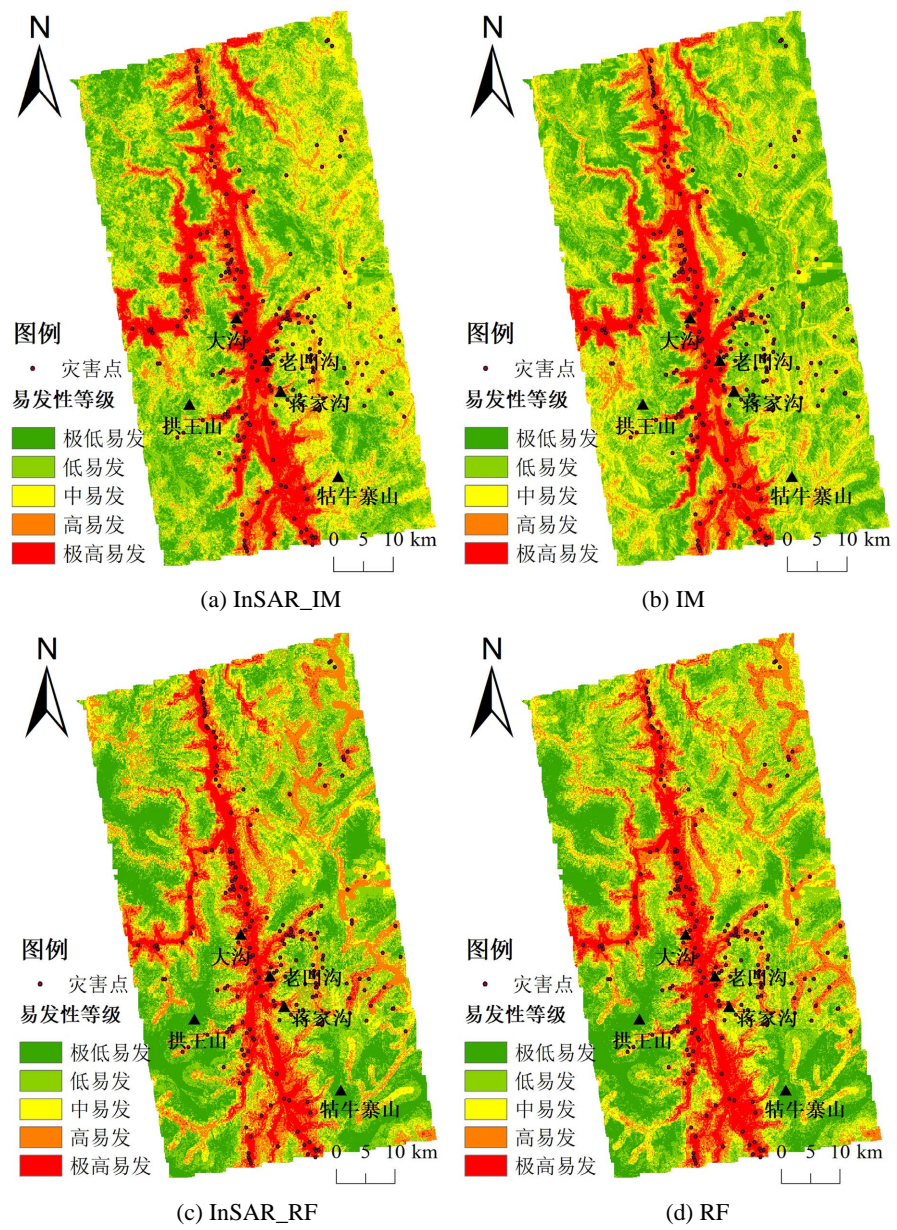 N
N
大沟
老凹沟
蒋家沟
拱王山
牯牛寨山
图例
灾害点
易发性等级
极低易发
低易发
中易发
高易发
极高易发
0 5 10 km
大沟
老凹沟
蒋家沟
拱王山
牯牛寨山
图例
灾害点
易发性等级
极低易发
低易发
中易发
高易发
极高易发
0 5 10 km
(a) InSAR_IM
(b) IM
N
N
大沟
老凹沟
蒋家沟
拱王山
牯牛寨山
图例
灾害点
易发性等级
极低易发
低易发
中易发
高易发
极高易发
0 5 10 km
大沟
老凹沟
蒋家沟
拱王山
牯牛寨山
图例
灾害点
易发性等级
极低易发
低易发
中易发
高易发
极高易发
0 5 10 km
(c) InSAR_RF
(d) RF